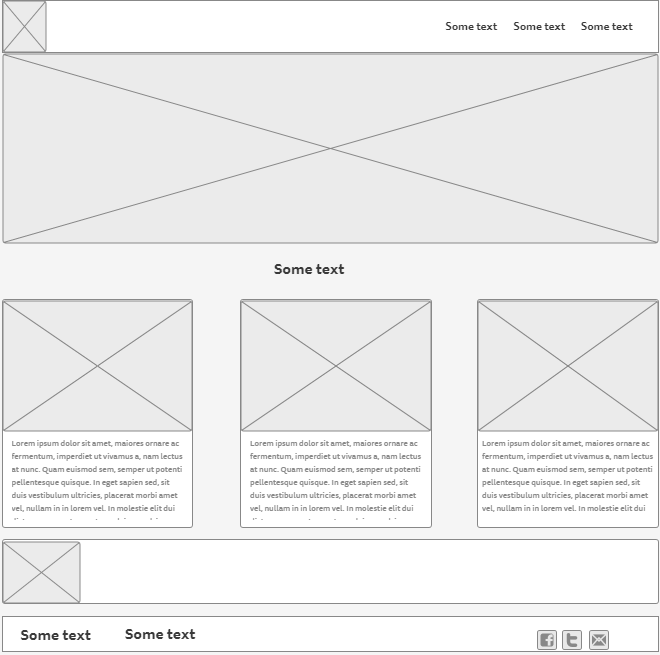 Some text Some text Some text
Some text
Lorem ipsum dolor sit amet, maiores ornare ac
fermentum, imperdiet ut vivamus a, nam lectus
at nunc. Quam euismod sem, semper ut potenti
pellentesque quisque. In eget sapien sed, sit
duis vestibulum ultricies, placerat morbi amet
vel, nullam in in lorem vel. In molestie elit dui
Lorem ipsum dolor sit amet, maiores ornare ac
fermentum, imperdiet ut vivamus a, nam lectus
at nunc. Quam euismod sem, semper ut potenti
pellentesque quisque. In eget sapien sed, sit
duis vestibulum ultricies, placerat morbi amet
vel, nullam in in lorem vel. In molestie elit dui
Lorem ipsum dolor sit amet, maiores ornare ac
fermentum, imperdiet ut vivamus a, nam lectus
at nunc. Quam euismod sem, semper ut potenti
pellentesque quisque. In eget sapien sed, sit
duis vestibulum ultricies, placerat morbi amet
vel, nullam in in lorem vel. In molestie elit dui
Some text Some text